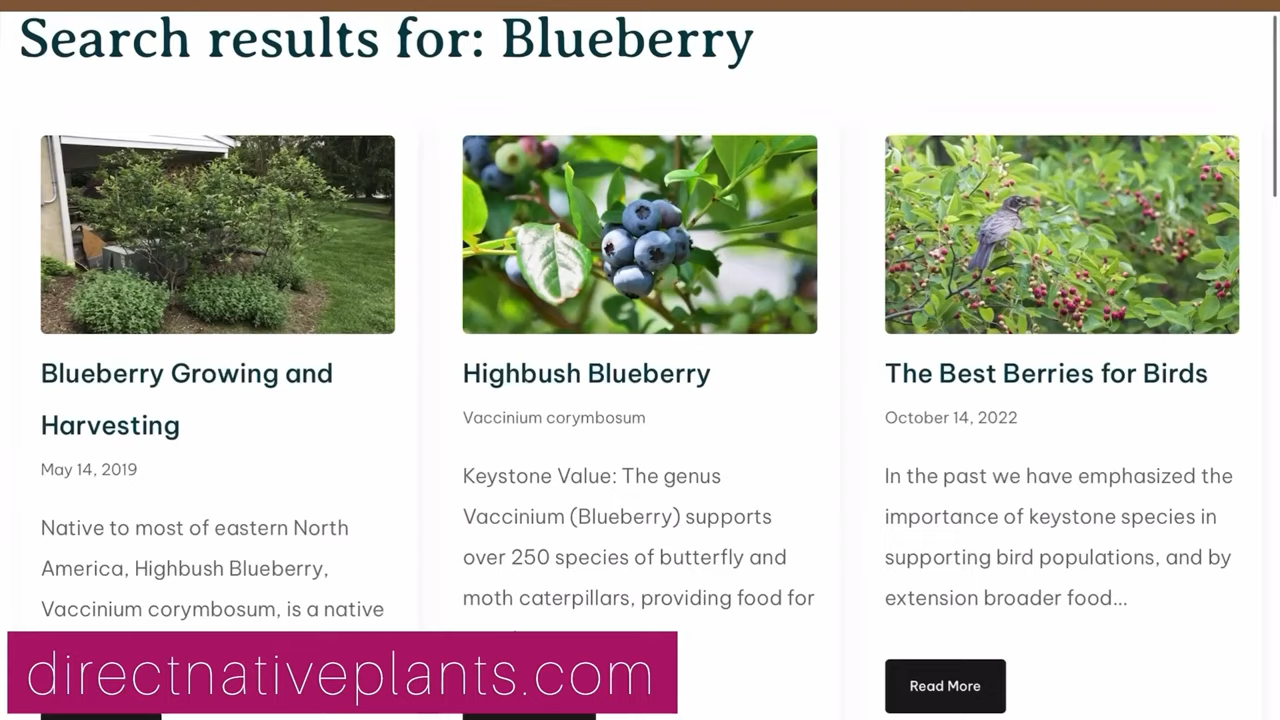 Search results for: Blueberry
Blueberry Growing and
Harvesting
May 14, 2019
Native to most of eastern North
America, Highbush Blueberry,
Vaccinium corymbosum, is a native
Highbush Blueberry
Vaccinium corymbosum
Keystone Value: The genus
Vaccinium (Blueberry) supports
over 250 species of butterfly and
moth caterpillars, providing food for
The Best Berries for Birds
October 14, 2022
In the past we have emphasized the
importance of keystone species in
supporting bird populations, and by
extension broader food...
Read More
directnativeplants.com